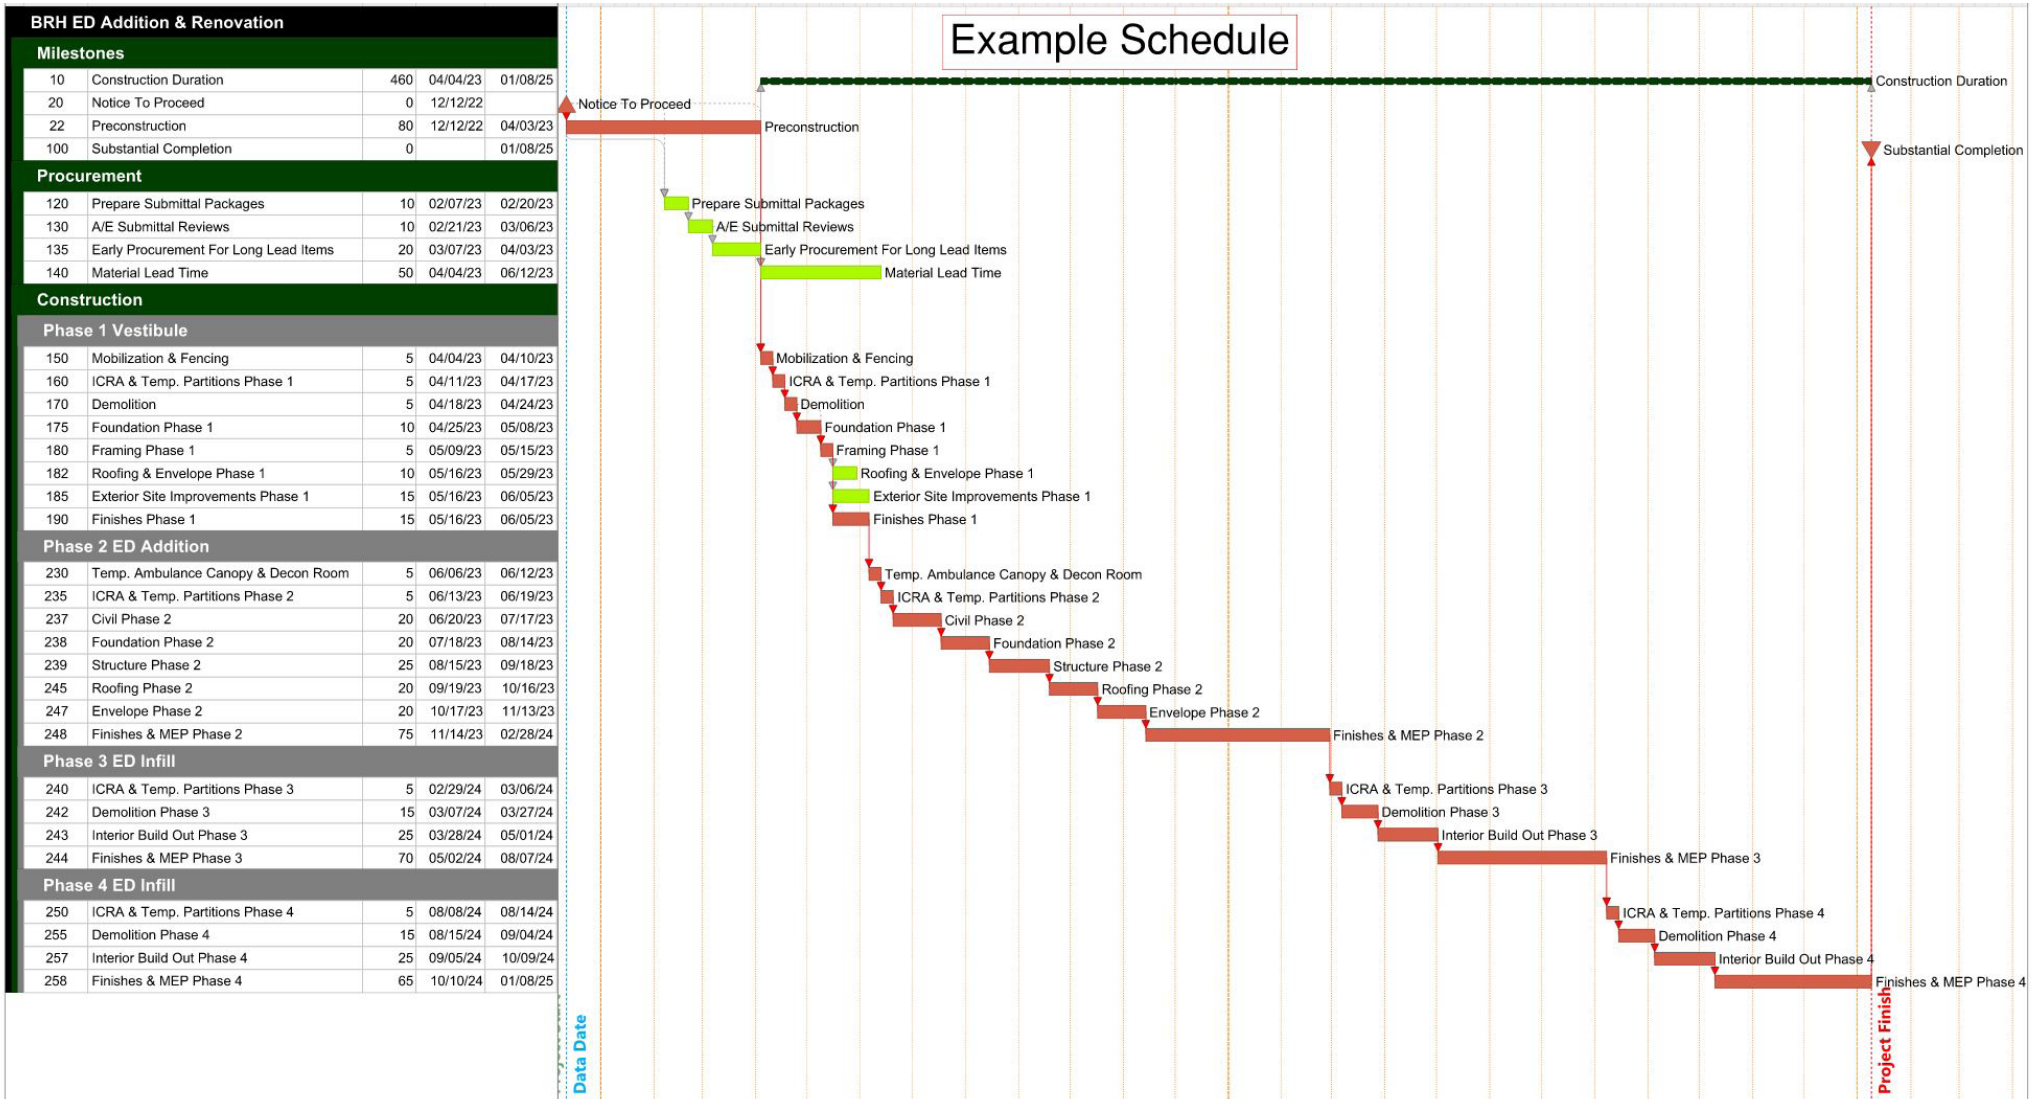 BRH ED Addition & Renovation
Example Schedule
Milestones
10 Construction Duration 460 04/04/23 01/08/25 Construction Duration
20 Notice To Proceed 0 12/12/22 Notice To Proceed
22 Preconstruction 80 12/12/22 04/03/23 Preconstruction
100 Substantial Completion 0 01/08/25 Substantial Completion
Procurement
120 Prepare Submittal Packages 10 02/07/23 02/20/23 Prepare Submittal Packages
130 A/E Submittal Reviews 10 02/21/23 03/06/23 A/E Submittal Reviews
135 Early Procurement For Long Lead Items 20 03/07/23 04/03/23 Early Procurement For Long Lead Items
140 Material Lead Time 50 04/04/23 06/12/23 Material Lead Time
Construction
Phase 1 Vestibule
150 Mobilization & Fencing 5 04/04/23 04/10/23 Mobilization & Fencing
160 ICRA & Temp. Partitions Phase 1 5 04/11/23 04/17/23 ICRA & Temp. Partitions Phase 1
170 Demolition 5 04/18/23 04/24/23 Demolition
175 Foundation Phase 1 10 04/25/23 05/08/23 Foundation Phase 1
180 Framing Phase 1 5 05/09/23 05/15/23 Framing Phase 1
182 Roofing & Envelope Phase 1 10 05/16/23 05/29/23 Roofing & Envelope Phase 1
185 Exterior Site Improvements Phase 1 15 05/16/23 06/05/23 Exterior Site Improvements Phase 1
190 Finishes Phase 1 15 05/16/23 06/05/23 Finishes Phase 1
Phase 2 ED Addition
230 Temp. Ambulance Canopy & Decon Room 5 06/06/23 06/12/23 Temp. Ambulance Canopy & Decon Room
235 ICRA & Temp. Partitions Phase 2 5 06/13/23 06/19/23 ICRA & Temp. Partitions Phase 2
237 Civil Phase 2 20 06/20/23 07/17/23 Civil Phase 2
238 Foundation Phase 2 20 07/18/23 08/14/23 Foundation Phase 2
239 Structure Phase 2 25 08/15/23 09/18/23 Structure Phase 2
245 Roofing Phase 2 20 09/19/23 10/16/23 Roofing Phase 2
247 Envelope Phase 2 20 10/17/23 11/13/23 Envelope Phase 2
248 Finishes & MEP Phase 2 75 11/14/23 02/28/24 Finishes & MEP Phase 2
Phase 3 ED Infill
240 ICRA & Temp. Partitions Phase 3 5 02/29/24 03/06/24 ICRA & Temp. Partitions Phase 3
242 Demolition Phase 3 15 03/07/24 03/27/24 Demolition Phase 3
243 Interior Build Out Phase 3 25 03/28/24 05/01/24 Interior Build Out Phase 3
244 Finishes & MEP Phase 3 70 05/02/24 08/07/24 Finishes & MEP Phase 3
Phase 4 ED Infill
250 ICRA & Temp. Partitions Phase 4 5 08/08/24 08/14/24 ICRA & Temp. Partitions Phase 4
255 Demolition Phase 4 15 08/15/24 09/04/24 Demolition Phase 4
257 Interior Build Out Phase 4 25 09/05/24 10/09/24 Interior Build Out Phase 4
258 Finishes & MEP Phase 4 65 10/10/24 01/08/25 Finishes & MEP Phase 4
Data Date
Project Finish